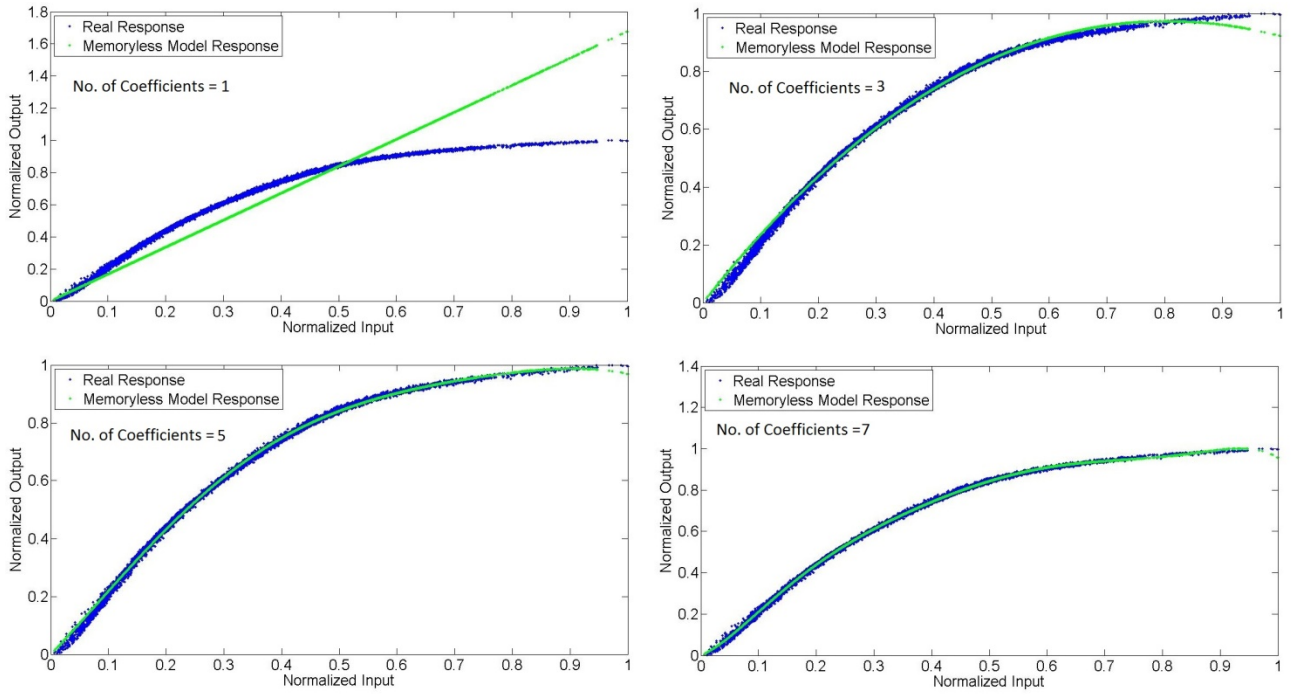 1.8
1.6
1.4
1.2
1
0.8
0.6
0.4
0.2
0
Normalized Output
Real Response
Memoryless Model Response
No. of Coefficients = 1
0 0.1 0.2 0.3 0.4 0.5 0.6 0.7 0.8 0.9 1
Normalized Input
1
0.8
0.6
0.4
0.2
0
Normalized Output
Real Response
Memoryless Model Response
No. of Coefficients = 3
0 0.1 0.2 0.3 0.4 0.5 0.6 0.7 0.8 0.9 1
Normalized Input
1
0.8
0.6
0.4
0.2
0
Normalized Output
Real Response
Memoryless Model Response
No. of Coefficients = 5
0 0.1 0.2 0.3 0.4 0.5 0.6 0.7 0.8 0.9 1
Normalized Input
1.4
1.2
1
0.8
0.6
0.4
0.2
0
Normalized Output
Real Response
Memoryless Model Response
No. of Coefficients =7
0 0.1 0.2 0.3 0.4 0.5 0.6 0.7 0.8 0.9 1
Normalized Input